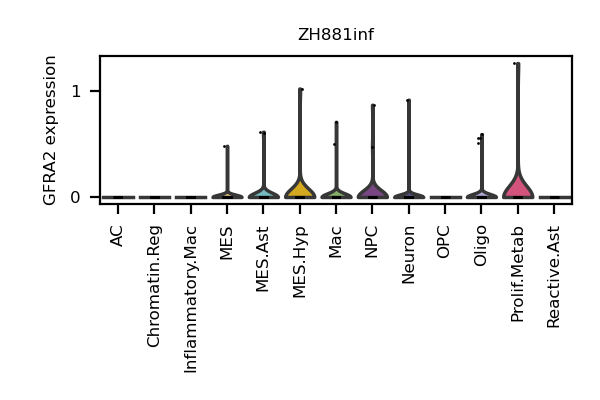 ZH881inf
GFRA2 expression
1
0
AC
Chromatin.Reg
Inflammatory.Mac
MES
MES.Ast
MES.Hyp
Mac
NPC
Neuron
OPC
Oligo
Prolif.Metab
Reactive.Ast